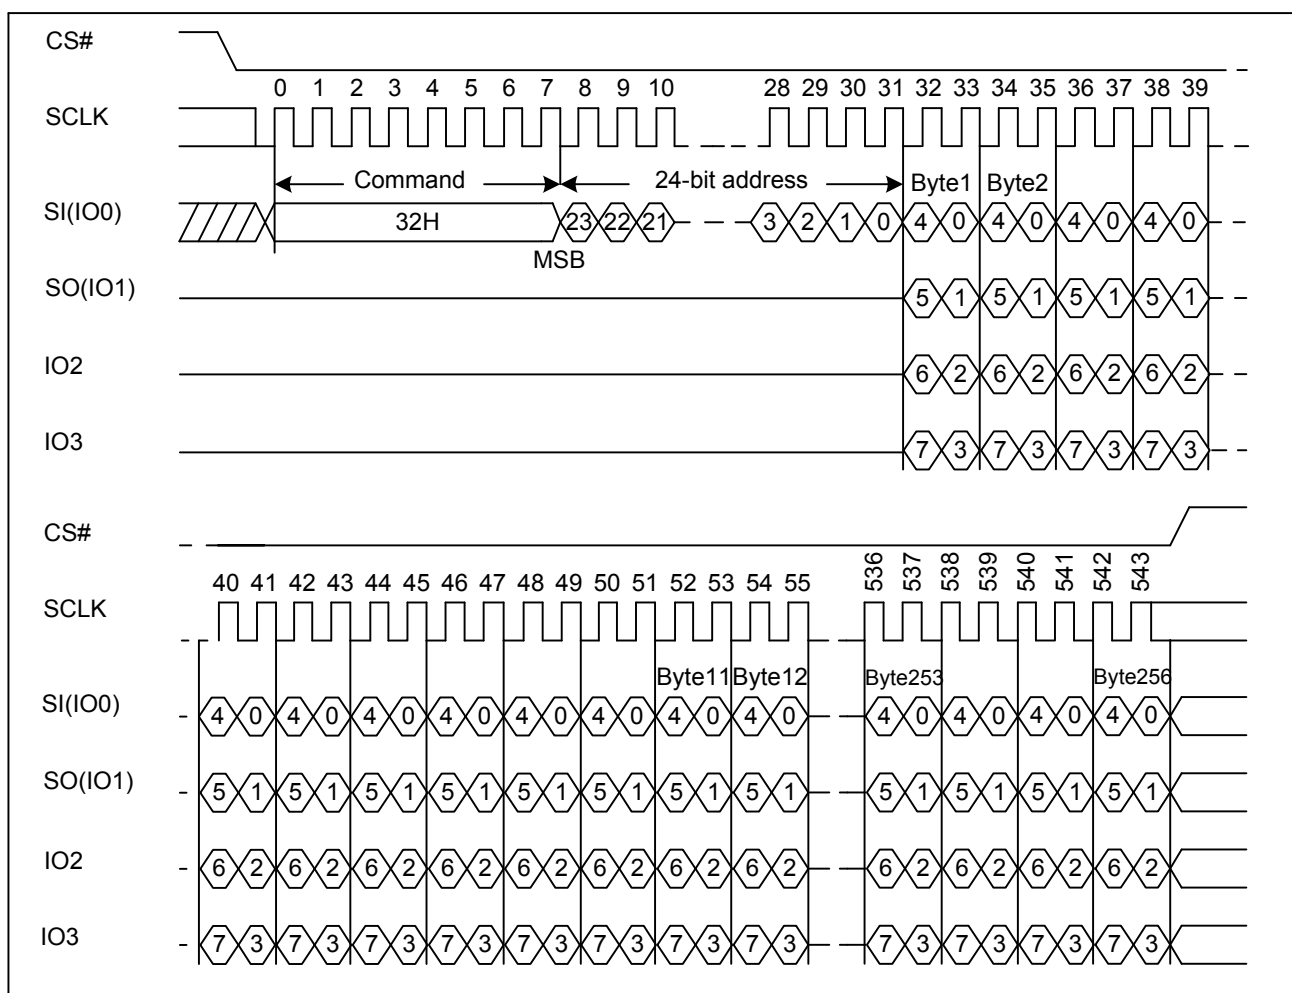 CS#
0 1 2 3 4 5 6 7 8 9 10 28 29 30 31 32 33 34 35 36 37 38 39
SCLK
Command 24-bit address Byte1 Byte2
SI(IO0) 32H 23 22 21 3 2 1 0 4 0 4 0 4 0 4 0
MSB
SO(IO1) 5 1 5 1 5 1 5 1
IO2 6 2 6 2 6 2 6 2
IO3 7 3 7 3 7 3 7 3
CS#
40 41 42 43 44 45 46 47 48 49 50 51 52 53 54 55 536 537 538 539 540 541 542 543
SCLK
Byte11 Byte12 Byte253 Byte256
SI(IO0) 4 0 4 0 4 0 4 0 4 0 4 0 4 0 4 0 4 0 4 0 4 0 4 0
SO(IO1) 5 1 5 1 5 1 5 1 5 1 5 1 5 1 5 1 5 1 5 1 5 1 5 1
IO2 6 2 6 2 6 2 6 2 6 2 6 2 6 2 6 2 6 2 6 2 6 2 6 2
IO3 7 3 7 3 7 3 7 3 7 3 7 3 7 3 7 3 7 3 7 3 7 3 7 3